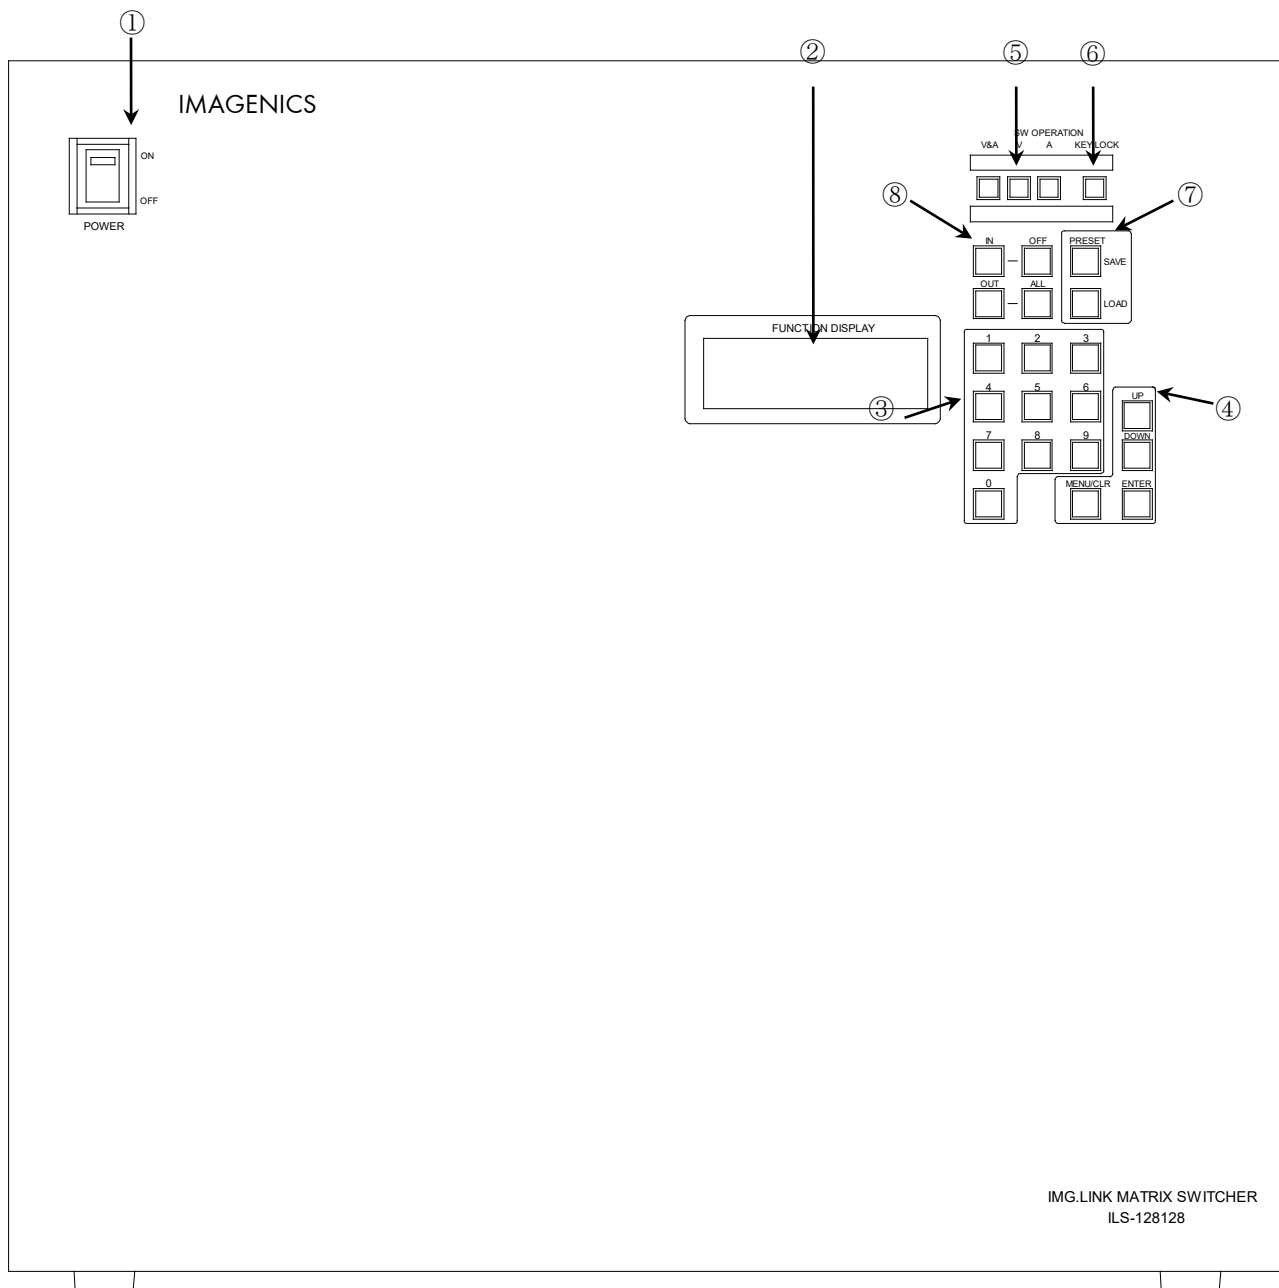 ①
②
⑤
⑥
IMAGENICS
SW OPERATION
V&A V A KEY LOCK
ON
OFF
POWER
⑧
⑦
IN OFF PRESET
SAVE
OUT ALL
LOAD
FUNCTION DISPLAY
1 2 3
③
4 5 6
④
UP
7 8 9
DOWN
0
MENU/CLR ENTER
IMG.LINK MATRIX SWITCHER
ILS-128128